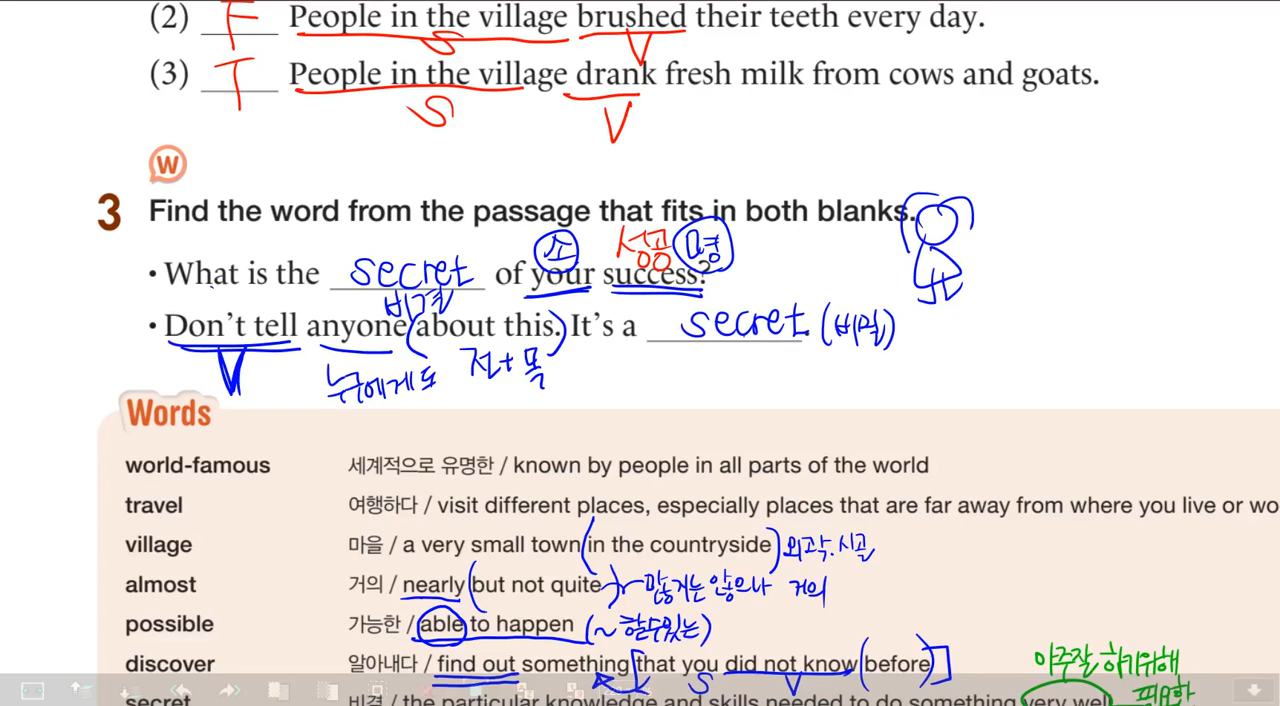 (2) F People in the village brushed their teeth every day.
S V
(3) T People in the village drank fresh milk from cows and goats.
S V
W
3 Find the word from the passage that fits in both blanks.
소 성공 명
• What is the secret of your success?
비결
• Don't tell anyone (about this.) It's a secret. (비밀)
V 누구에게도 전+목
Words
world-famous 세계적으로 유명한 / known by people in all parts of the world
travel 여행하다 / visit different places, especially places that are far away from where you live or wo
village 마을 / a very small town (in the countryside) 외곽, 시골
almost 거의 / nearly (but not quite) 않으나 거의
possible 가능한 / able to happen (~ 할수있는)
discover 알아내다 / find out something [that you did not know (before)]
S V
아주잘 하기위해
필요한
secret 비결 / the particular knowledge and skills needed to do something very well